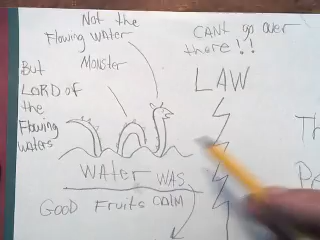 Not the
Flowing water
Monster
But
LORD of
the
Flowing
waters
CANT go over
there!!
LAW
WAter WAS
GOOD Fruits CAlM